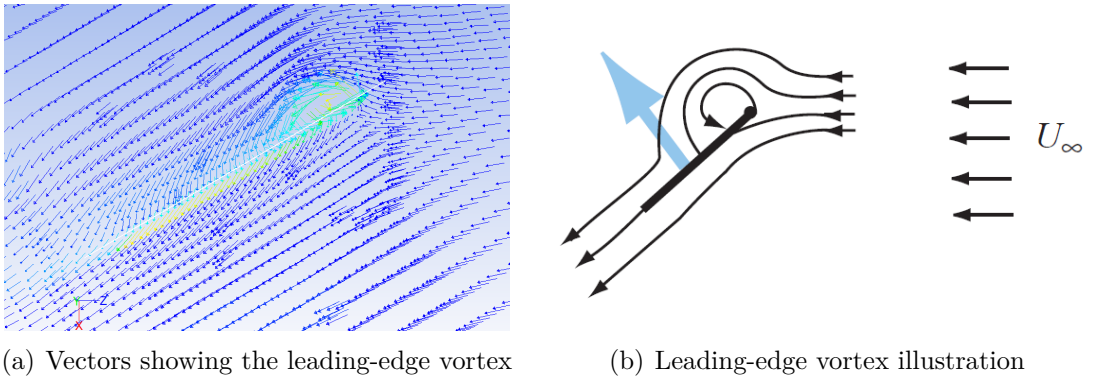 U∞
Z
X
(a) Vectors showing the leading-edge vortex
(b) Leading-edge vortex illustration